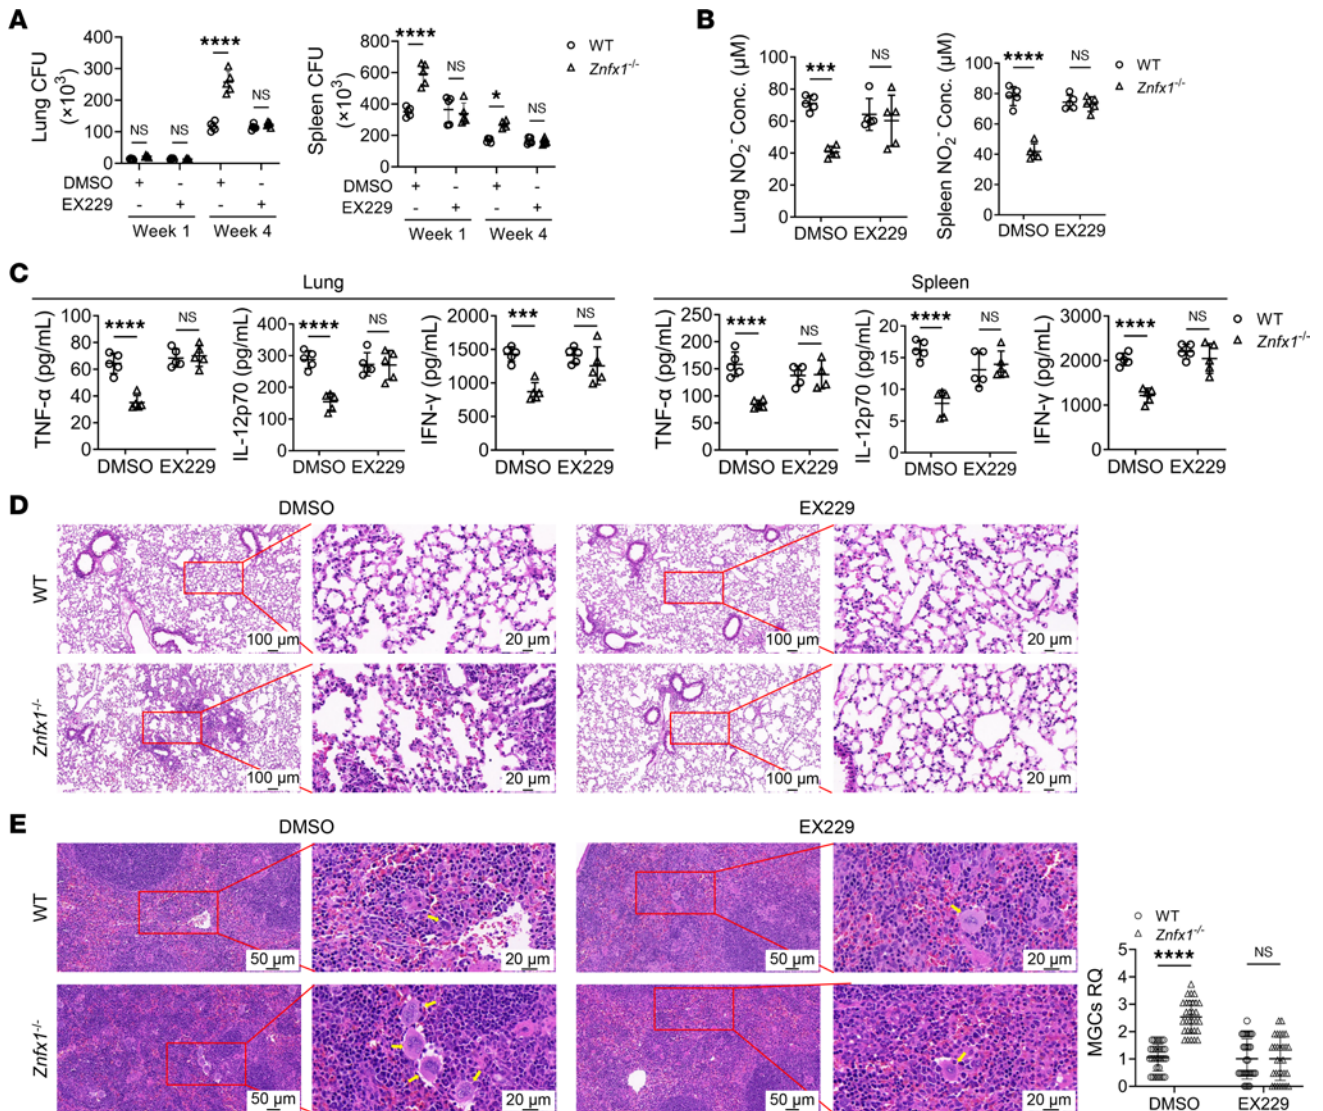 A
Lung CFU
(×10³)
400
300
200
100
0
NS
NS
****
NS
DMSO + - + -
EX229 - + - +
Week 1 Week 4
Spleen CFU
(×10³)
800
600
400
200
0
****
NS
*
NS
WT
Znfx1⁻/⁻
DMSO + - + -
EX229 - + - +
Week 1 Week 4
B
Lung NO₂⁻ Conc. (µM)
100
80
60
40
20
0
***
NS
DMSO EX229
Spleen NO₂⁻ Conc. (µM)
100
80
60
40
20
0
****
NS
DMSO EX229
WT
Znfx1⁻/⁻
C
Lung
TNF-α (pg/mL)
100
80
60
40
20
0
****
NS
DMSO EX229
IL-12p70 (pg/mL)
400
300
200
100
0
****
NS
DMSO EX229
IFN-γ (pg/mL)
2000
1500
1000
500
0
***
NS
DMSO EX229
Spleen
TNF-α (pg/mL)
250
200
150
100
50
0
****
NS
DMSO EX229
IL-12p70 (pg/mL)
20
15
10
5
0
****
NS
DMSO EX229
IFN-γ (pg/mL)
3000
2000
1000
0
****
NS
DMSO EX229
WT
Znfx1⁻/⁻
D
DMSO EX229
WT
100 µm 20 µm 100 µm 20 µm
Znfx1⁻/⁻
100 µm 20 µm 100 µm 20 µm
E
DMSO EX229
WT
50 µm 20 µm 50 µm 20 µm
Znfx1⁻/⁻
50 µm 20 µm 50 µm 20 µm
WT
Znfx1⁻/⁻
MGCs RQ
5
4
3
2
1
0
****
NS
DMSO EX229